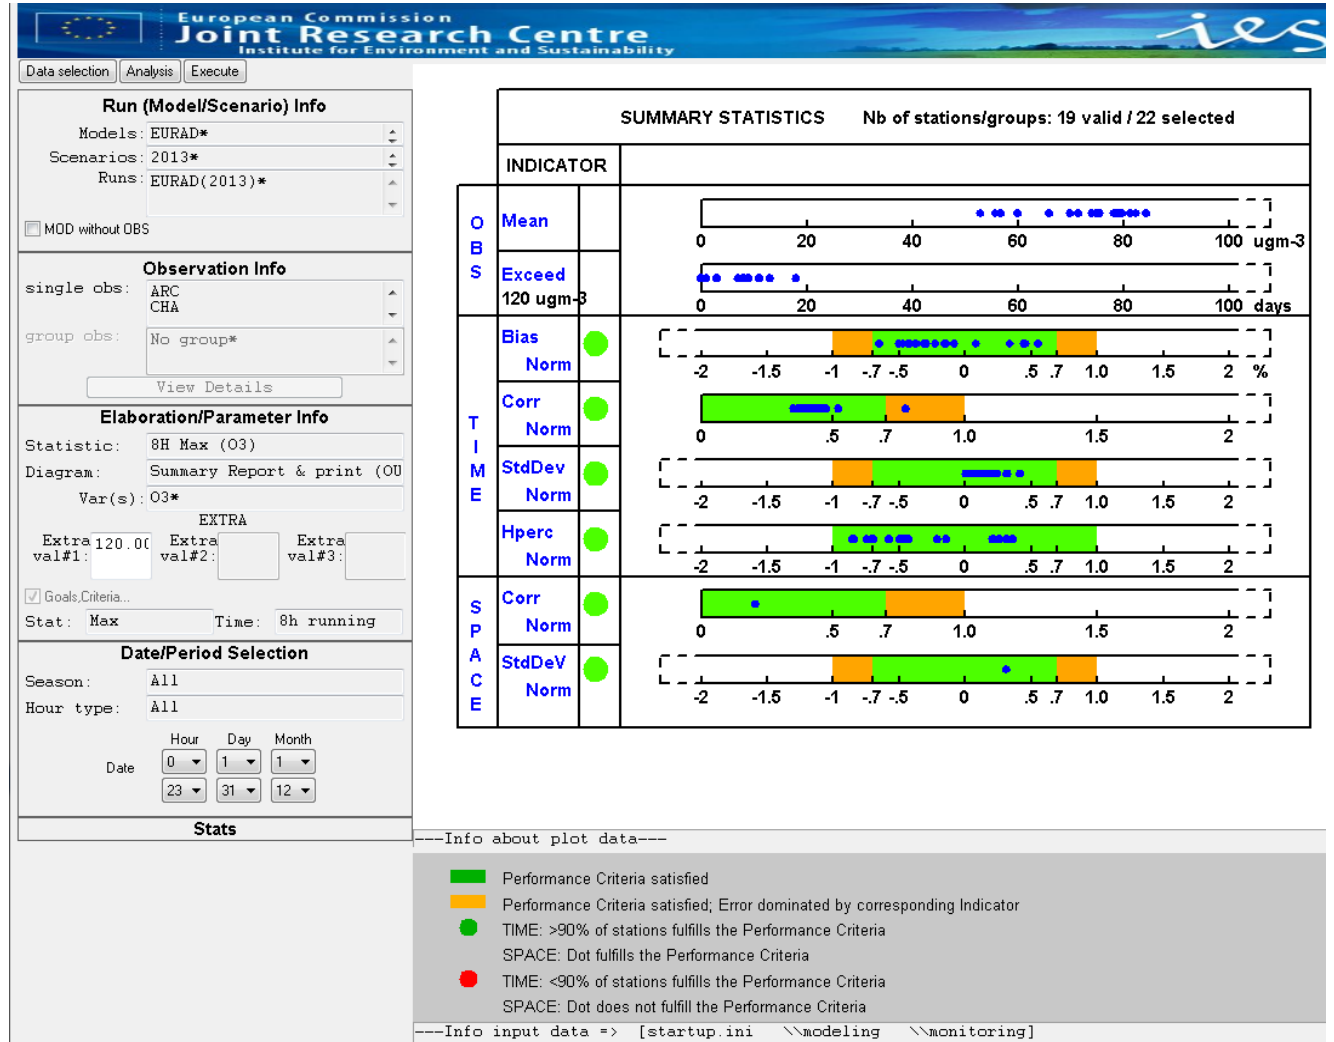 European Commission
Joint Research Centre
Institute for Environment and Sustainability
ies
Data selection Analysis Execute
Run (Model/Scenario) Info
Models: EURAD*
Scenarios: 2013*
Runs: EURAD(2013)*
MOD without OBS
Observation Info
single obs: ARC
CHA
group obs: No group*
View Details
Elaboration/Parameter Info
Statistic: 8H Max (O3)
Diagram: Summary Report & print (OU
Var(s): O3*
EXTRA
Extra val#1: 120.00 Extra val#2: Extra val#3:
Goals,Criteria...
Stat: Max Time: 8h running
Date/Period Selection
Season: All
Hour type: All
Hour Day Month
Date 0 1 1
23 31 12
Stats
SUMMARY STATISTICS Nb of stations/groups: 19 valid / 22 selected
INDICATOR
OBS
Mean
0 20 40 60 80 100 ugm-3
Exceed
120 ugm-3
0 20 40 60 80 100 days
TIME
Bias
Norm
-2 -1.5 -1 -.7 -.5 0 .5 .7 1.0 1.5 2 %
Corr
Norm
0 .5 .7 1.0 1.5 2
StdDev
Norm
-2 -1.5 -1 -.7 -.5 0 .5 .7 1.0 1.5 2
Hperc
Norm
-2 -1.5 -1 -.7 -.5 0 .5 .7 1.0 1.5 2
SPACE
Corr
Norm
0 .5 .7 1.0 1.5 2
StdDeV
Norm
-2 -1.5 -1 -.7 -.5 0 .5 .7 1.0 1.5 2
---Info about plot data---
Performance Criteria satisfied
Performance Criteria satisfied; Error dominated by corresponding Indicator
TIME: >90% of stations fulfills the Performance Criteria
SPACE: Dot fulfills the Performance Criteria
TIME: <90% of stations fulfills the Performance Criteria
SPACE: Dot does not fulfill the Performance Criteria
---Info input data => [startup.ini \\modeling \\monitoring]